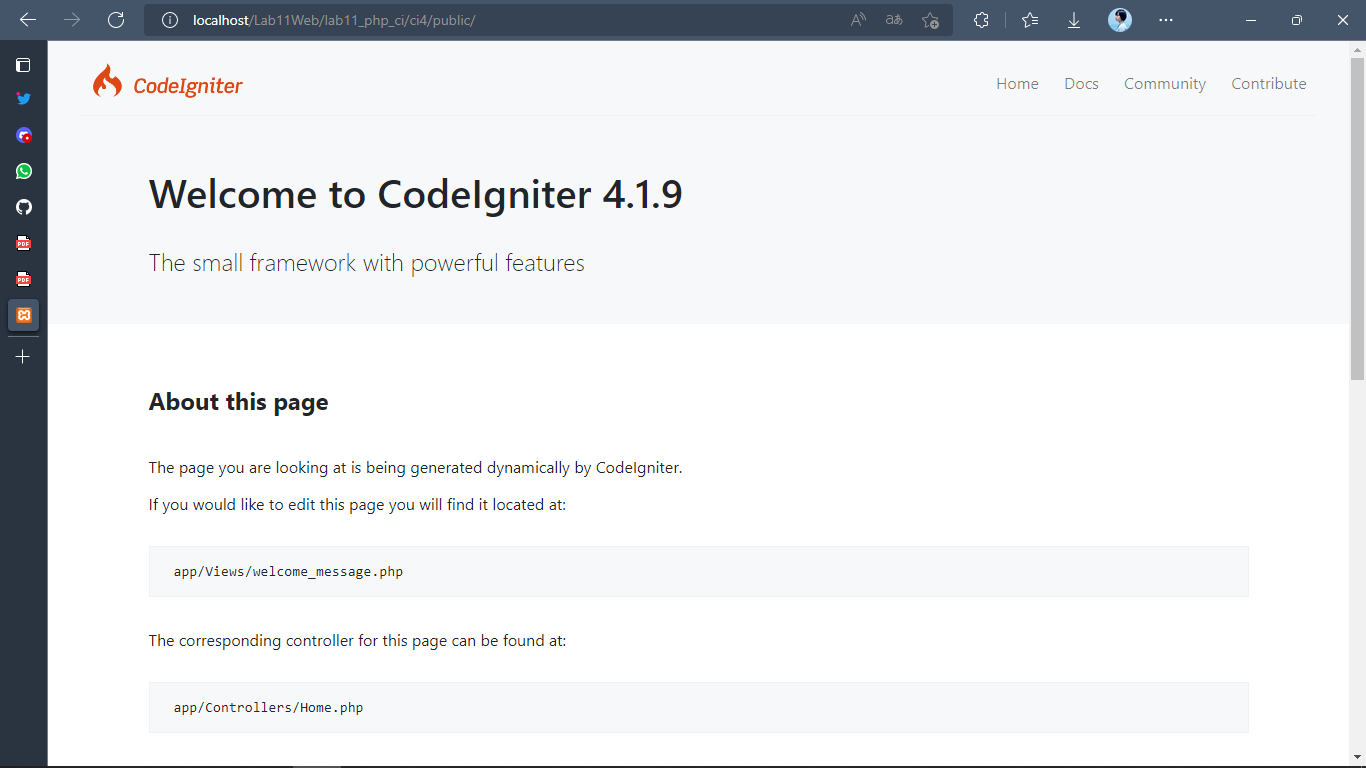 localhost/Lab11Web/lab11_php_ci/ci4/public/
CodeIgniter
Home Docs Community Contribute
Welcome to CodeIgniter 4.1.9
The small framework with powerful features
About this page
The page you are looking at is being generated dynamically by CodeIgniter.
If you would like to edit this page you will find it located at:
app/Views/welcome_message.php
The corresponding controller for this page can be found at:
app/Controllers/Home.php